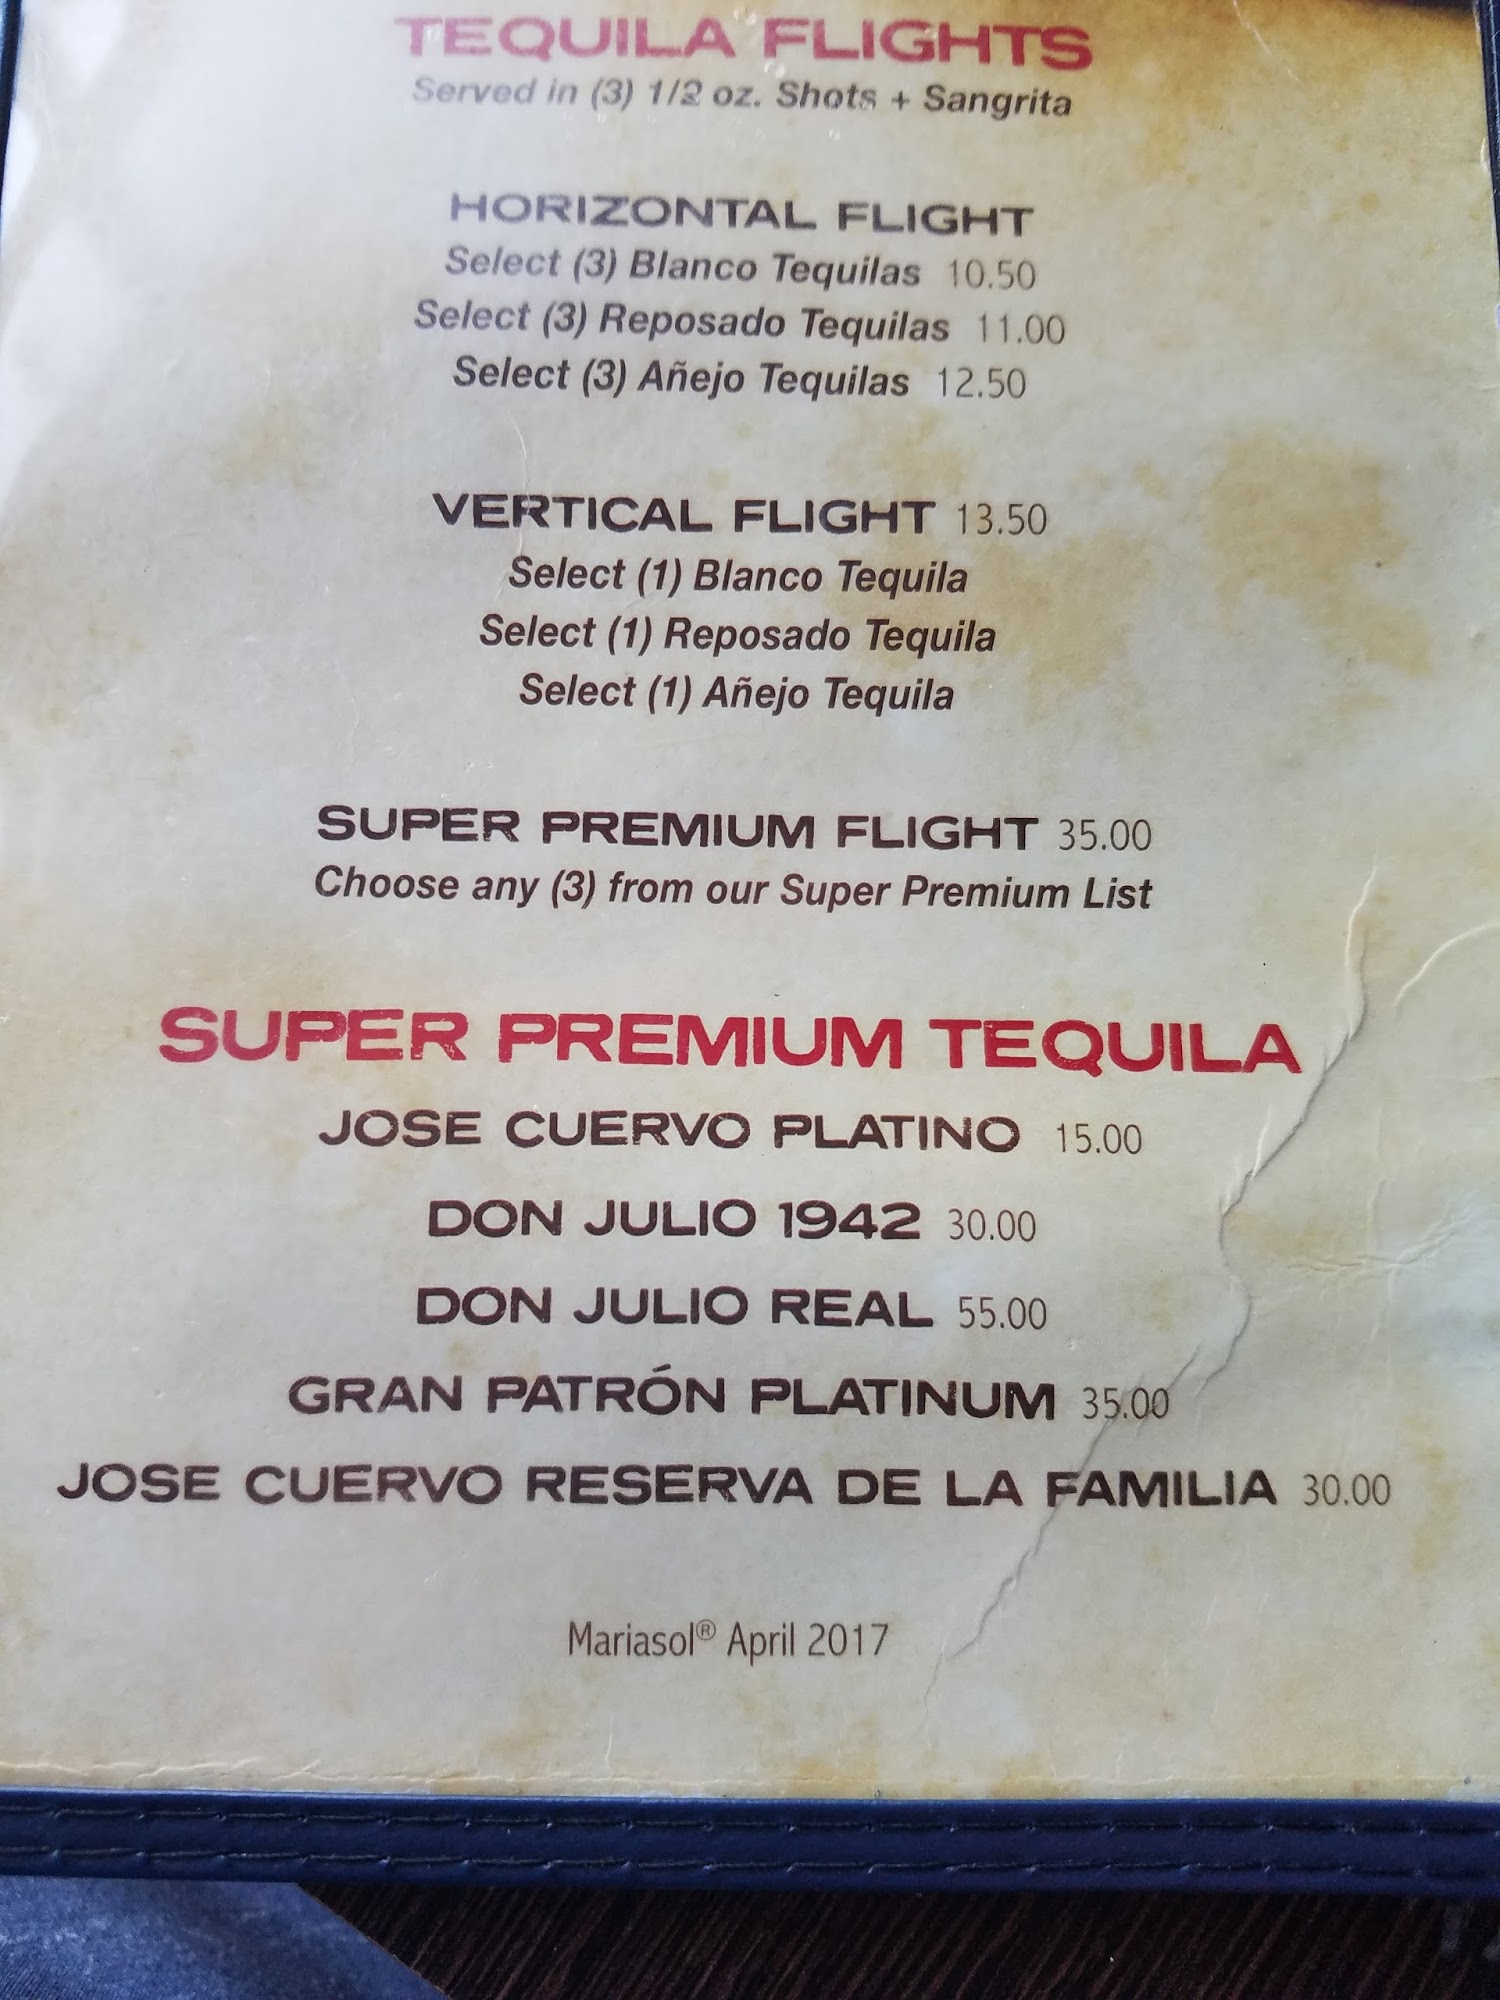 TEQUILA FLIGHTS
Served in (3) 1/2 oz. Shots + Sangrita
HORIZONTAL FLIGHT
Select (3) Blanco Tequilas 10.50
Select (3) Reposado Tequilas 11.00
Select (3) Añejo Tequilas 12.50
VERTICAL FLIGHT 13.50
Select (1) Blanco Tequila
Select (1) Reposado Tequila
Select (1) Añejo Tequila
SUPER PREMIUM FLIGHT 35.00
Choose any (3) from our Super Premium List
SUPER PREMIUM TEQUILA
JOSE CUERVO PLATINO 15.00
DON JULIO 1942 30.00
DON JULIO REAL 55.00
GRAN PATRÓN PLATINUM 35.00
JOSE CUERVO RESERVA DE LA FAMILIA 30.00
Mariasol® April 2017